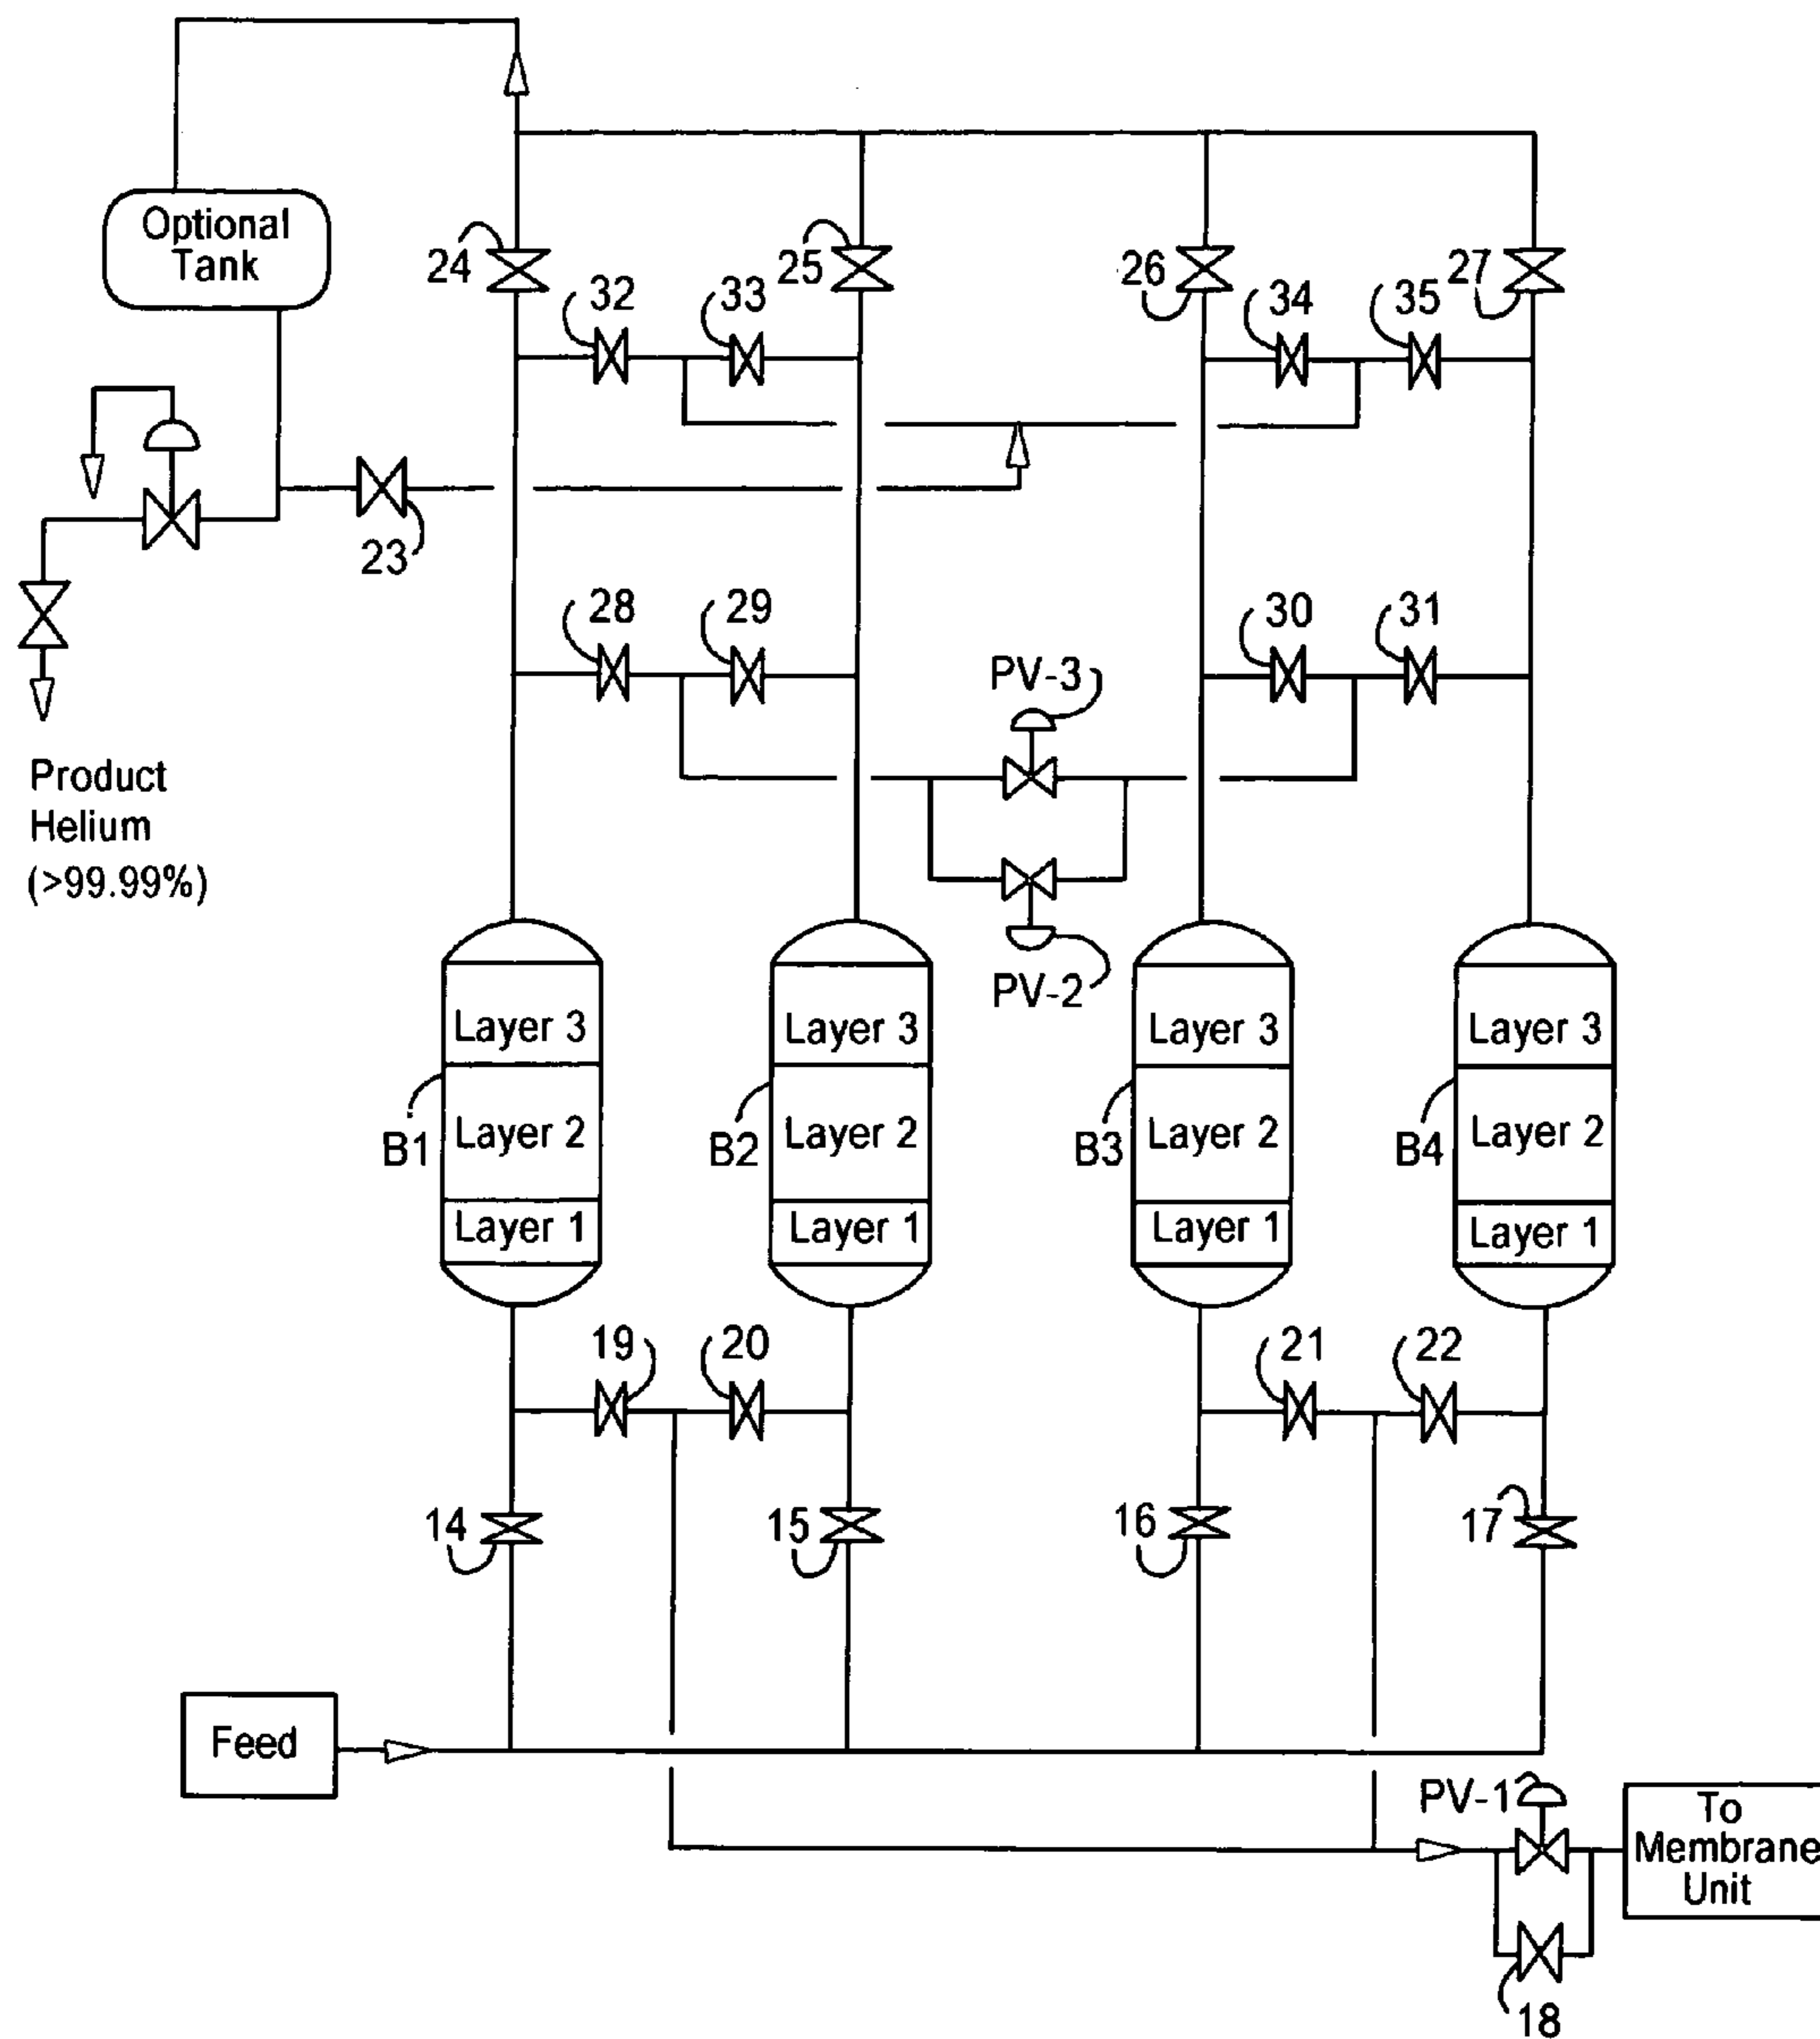 Optional
Tank
24
32
33
25
26
34
35
27
23
28
29
30
31
PV-3
PV-2
Product
Helium
(>99.99%)
Layer 3
Layer 3
Layer 3
Layer 3
B1
Layer 2
B2
Layer 2
B3
Layer 2
B4
Layer 2
Layer 1
Layer 1
Layer 1
Layer 1
19
20
21
22
14
15
16
17
Feed
PV-1
To
Membrane
Unit
18